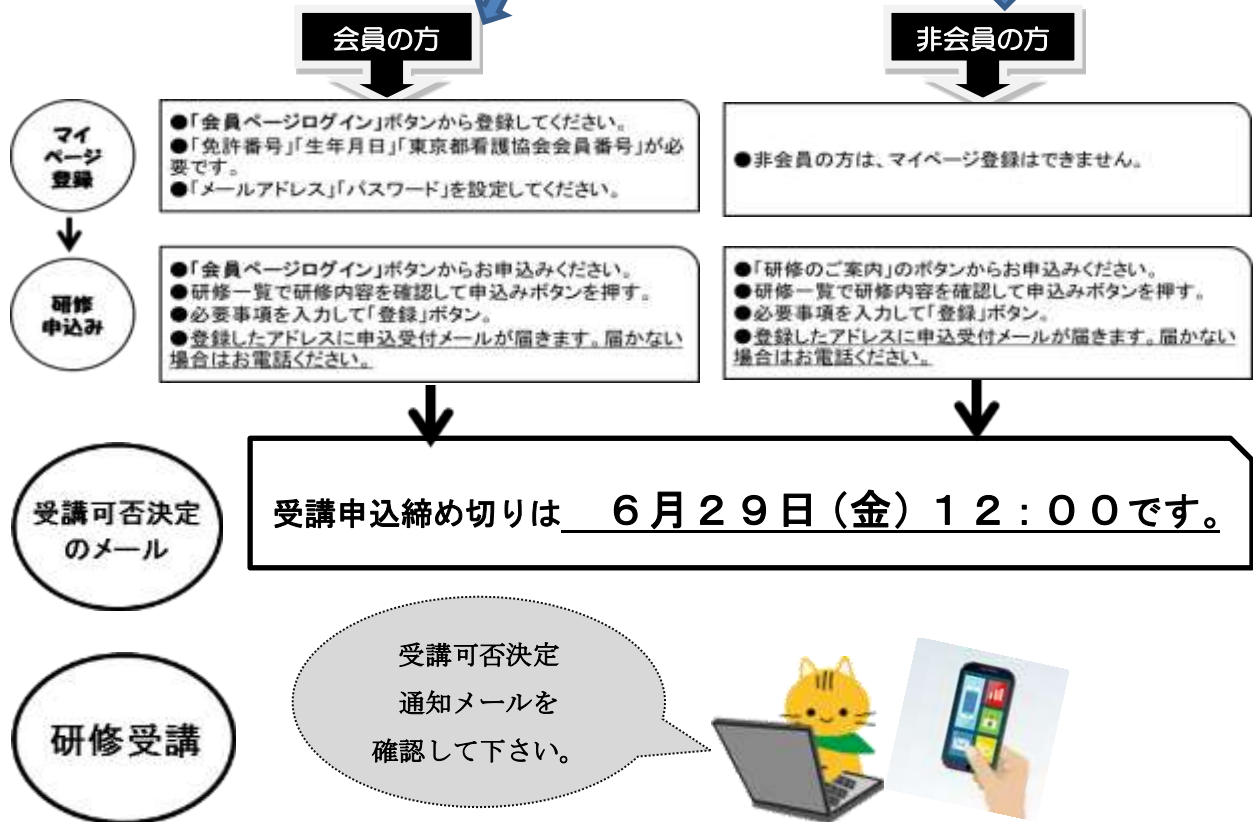 会員の方
非会員の方
マイ
ページ
登録
●「会員ページログイン」ボタンから登録してください。
●「免許番号」「生年月日」「東京都看護協会会員番号」が必
要です。
●「メールアドレス」「パスワード」を設定してください。
●非会員の方は、マイページ登録はできません。
研修
申込み
●「会員ページログイン」ボタンからお申込みください。
●研修一覧で研修内容を確認して申込みボタンを押す。
●必要事項を入力して「登録」ボタン。
●登録したアドレスに申込受付メールが届きます。届かない
場合はお電話ください。
●「研修のご案内」のボタンからお申込みください。
●研修一覧で研修内容を確認して申込みボタンを押す。
●必要事項を入力して「登録」ボタン。
●登録したアドレスに申込受付メールが届きます。届かない
場合はお電話ください。
受講可否決定
のメール
受講申込締め切りは　６月２９日（金）１２：００です。
研修受講
受講可否決定
通知メールを
確認して下さい。